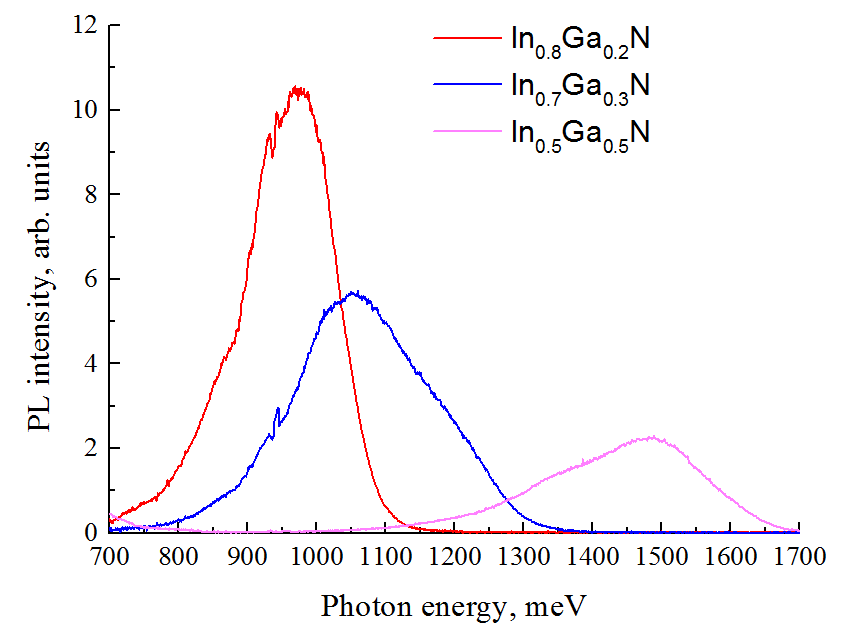 12
10
8
6
4
2
0
PL intensity, arb. units
In0.8Ga0.2N
In0.7Ga0.3N
In0.5Ga0.5N
700 800 900 1000 1100 1200 1300 1400 1500 1600 1700
Photon energy, meV